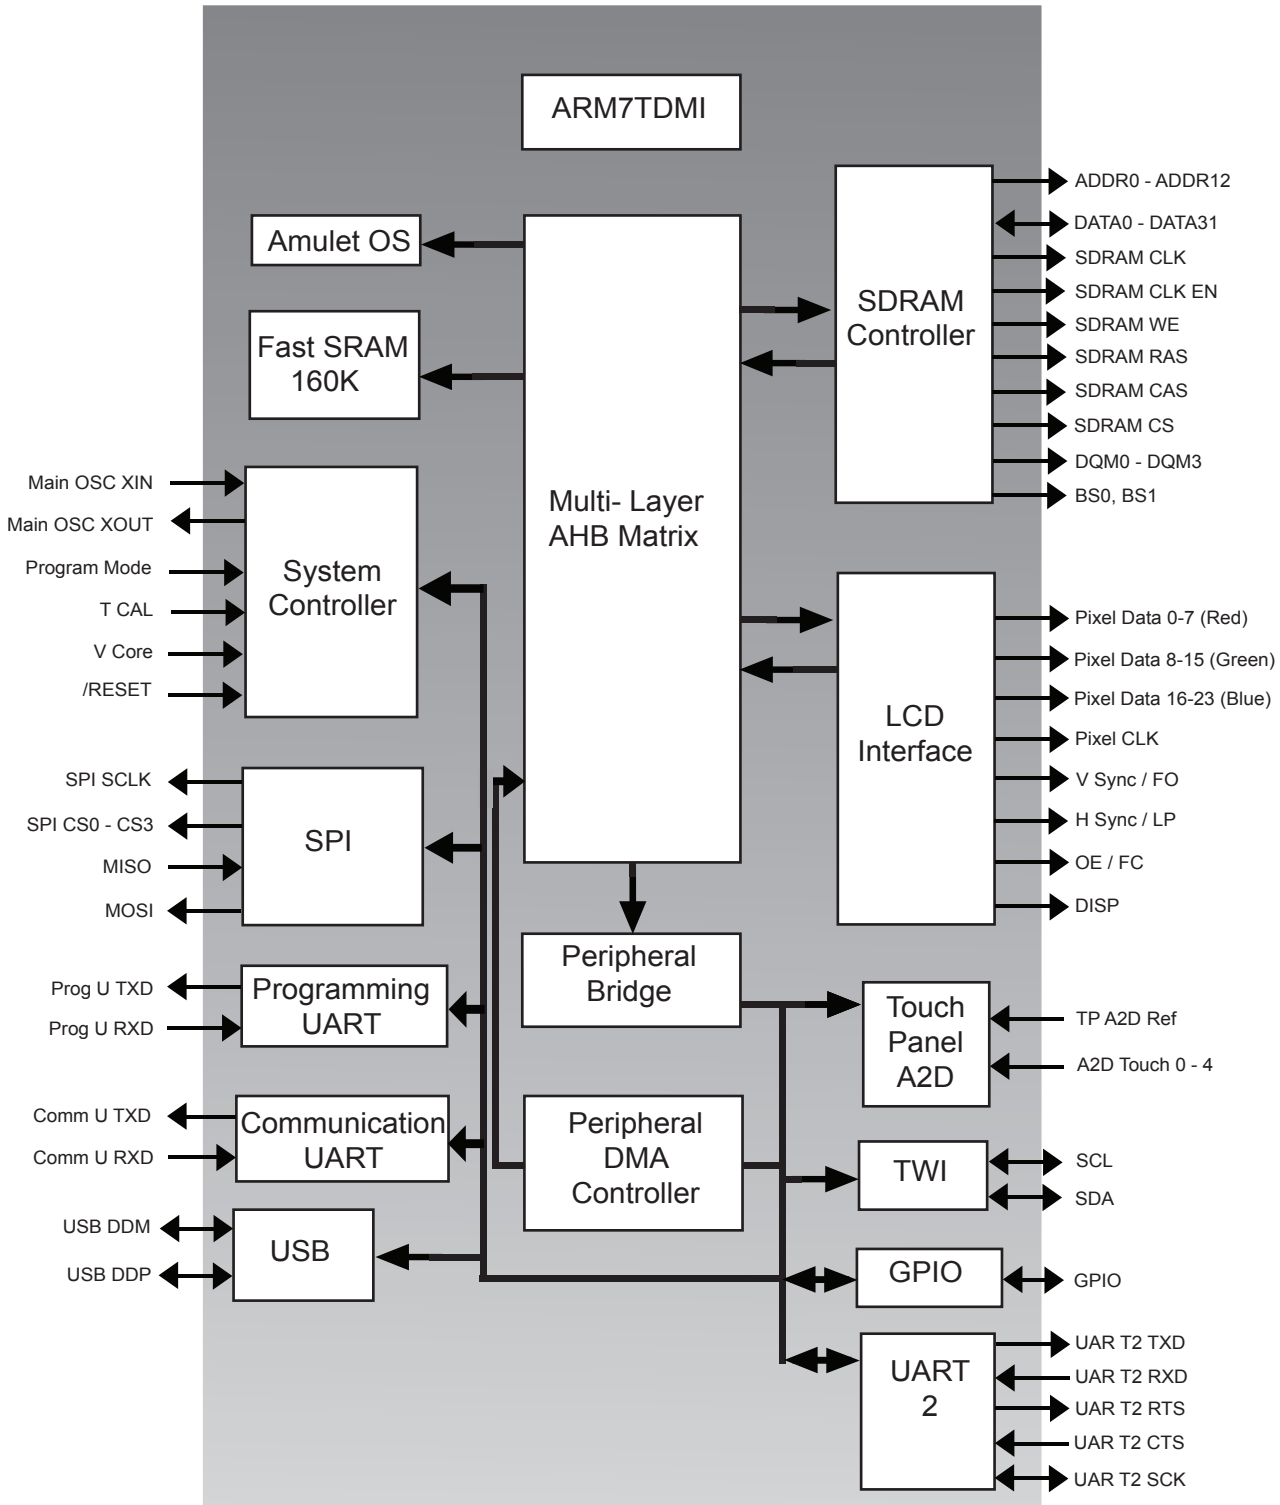 ARM7TDMI
Amulet OS
Fast SRAM
160K
Multi- Layer
AHB Matrix
SDRAM
Controller
ADDR0 - ADDR12
DATA0 - DATA31
SDRAM CLK
SDRAM CLK EN
SDRAM WE
SDRAM RAS
SDRAM CAS
SDRAM CS
DQM0 - DQM3
BS0, BS1
Main OSC XIN
Main OSC XOUT
Program Mode
T CAL
V Core
/RESET
System
Controller
LCD
Interface
Pixel Data 0-7 (Red)
Pixel Data 8-15 (Green)
Pixel Data 16-23 (Blue)
Pixel CLK
V Sync / FO
H Sync / LP
OE / FC
DISP
SPI SCLK
SPI CS0 - CS3
MISO
MOSI
SPI
Peripheral
Bridge
Prog U TXD
Prog U RXD
Programming
UART
Touch
Panel
A2D
TP A2D Ref
A2D Touch 0 - 4
Comm U TXD
Comm U RXD
Communication
UART
Peripheral
DMA
Controller
TWI
SCL
SDA
USB DDM
USB DDP
USB
GPIO
GPIO
UART
2
UAR T2 TXD
UAR T2 RXD
UAR T2 RTS
UAR T2 CTS
UAR T2 SCK